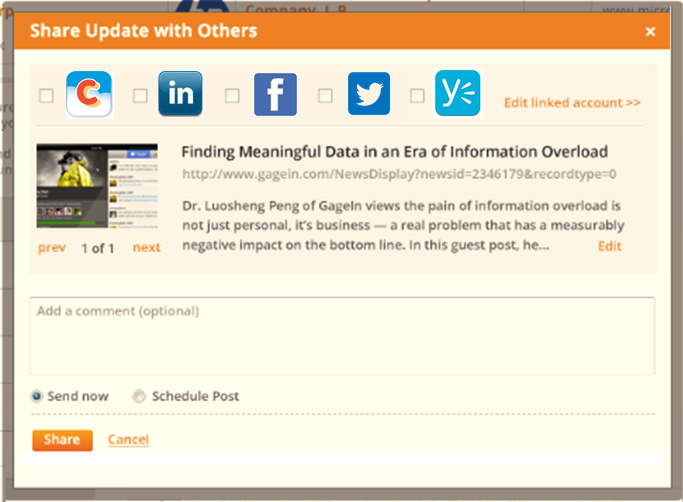 Company, L.P.
www.micro
Share Update with Others
×
C in f y
Edit linked account >>
Finding Meaningful Data in an Era of Information Overload
http://www.gagein.com/NewsDisplay?newsid=2346179&recordtype=0
Dr. Luosheng Peng of GageIn views the pain of information overload is
not just personal, it's business — a real problem that has a measurably
negative impact on the bottom line. In this guest post, he...
Edit
prev 1 of 1 next
Add a comment (optional)
Send now Schedule Post
Share Cancel